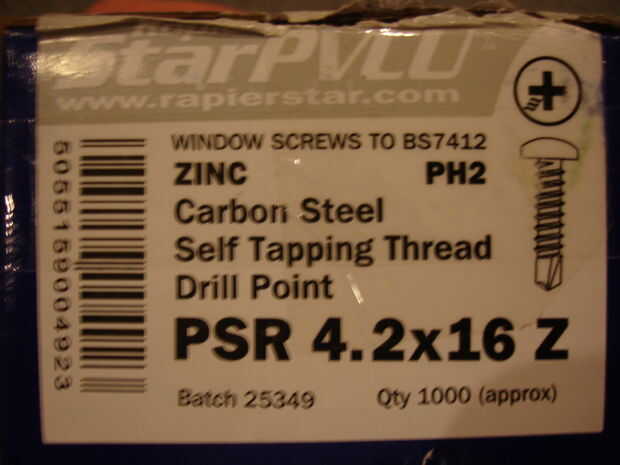 StarPVCU
www.rapierstar.com
WINDOW SCREWS TO BS7412
ZINC PH2
Carbon Steel
Self Tapping Thread
Drill Point
PSR 4.2x16 Z
Batch 25349 Qty 1000 (approx)
5055159004923